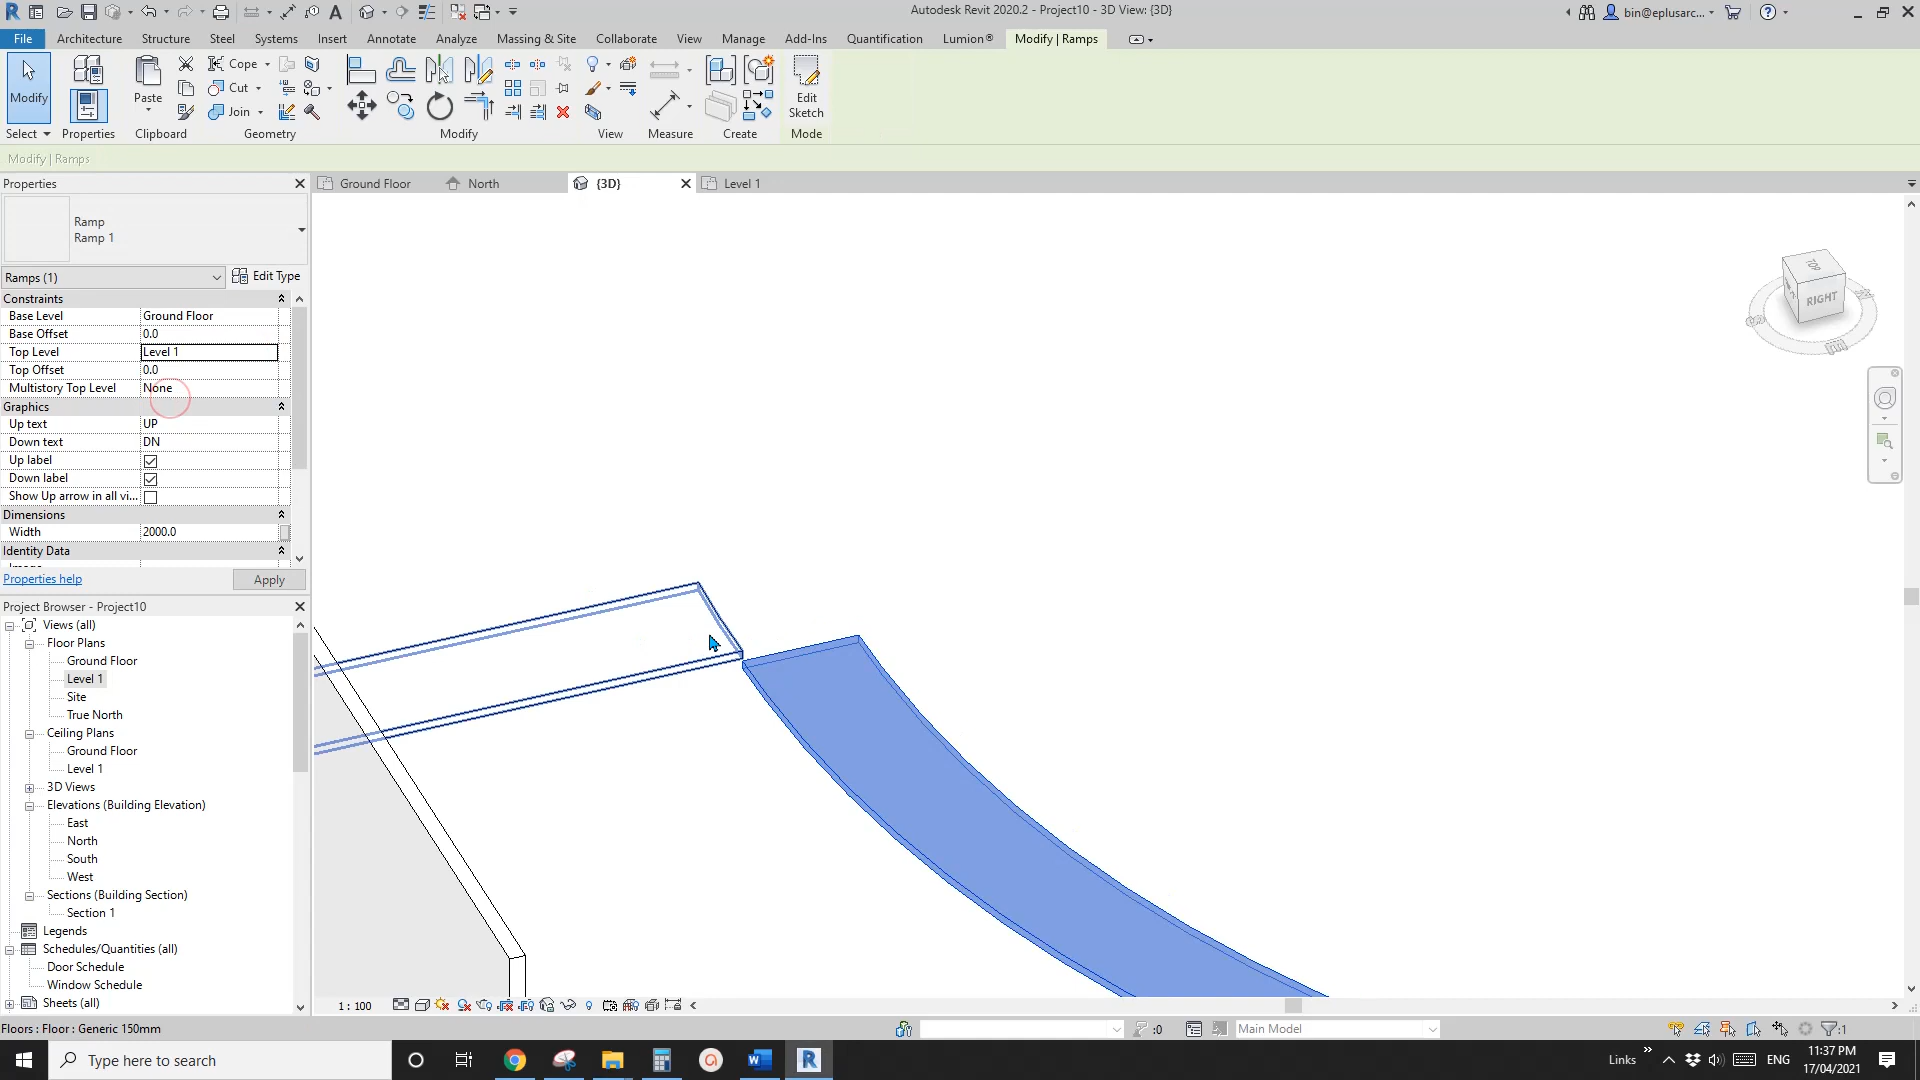 Autodesk Revit 2020.2 - Project10 - 3D View: {3D}
bin@eplusarc...
File Architecture Structure Steel Systems Insert Annotate Analyze Massing & Site Collaborate View Manage Add-Ins Quantification Lumion® Modify | Ramps
Modify
Paste
Cope
Cut
Join
Edit
Sketch
Select Properties Clipboard Geometry Modify View Measure Create Mode
Modify | Ramps
Properties
Ground Floor
North
{3D}
Level 1
Ramp
Ramp 1
Ramps (1)
Edit Type
Constraints
Base Level Ground Floor
Base Offset 0.0
Top Level Level 1
Top Offset 0.0
Multistory Top Level None
Graphics
Up text UP
Down text DN
Up label
Down label
Show Up arrow in all vi...
Dimensions
Width 2000.0
Identity Data
Properties help
Apply
TOP
RIGHT
Project Browser - Project10
Views (all)
Floor Plans
Ground Floor
Level 1
Site
True North
Ceiling Plans
Ground Floor
Level 1
3D Views
Elevations (Building Elevation)
East
North
South
West
Sections (Building Section)
Section 1
Legends
Schedules/Quantities (all)
Door Schedule
Window Schedule
Sheets (all)
1 : 100
Floors : Floor : Generic 150mm
:0
Main Model
:1
Type here to search
Links
ENG
11:37 PM
17/04/2021